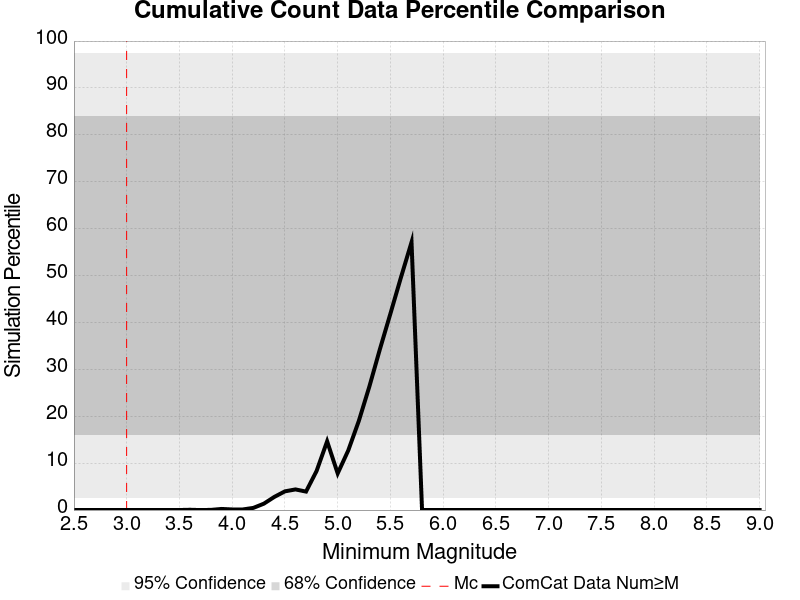 Cumulative Count Data Percentile Comparison
100
90
80
70
60
50
40
30
20
10
0
Simulation Percentile
2.5 3.0 3.5 4.0 4.5 5.0 5.5 6.0 6.5 7.0 7.5 8.0 8.5 9.0
Minimum Magnitude
95% Confidence 68% Confidence Mc ComCat Data Num≥M